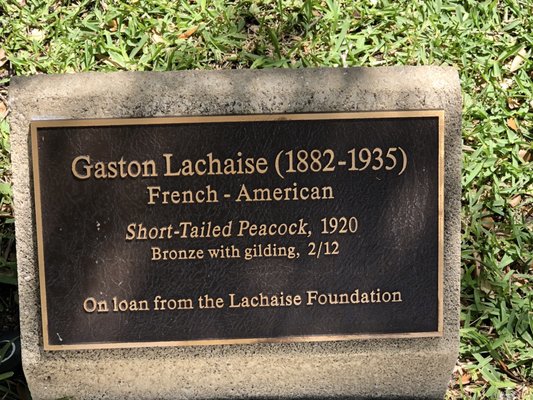 Gaston Lachaise (1882-1935)
French - American
Short-Tailed Peacock, 1920
Bronze with gilding, 2/12
On loan from the Lachaise Foundation